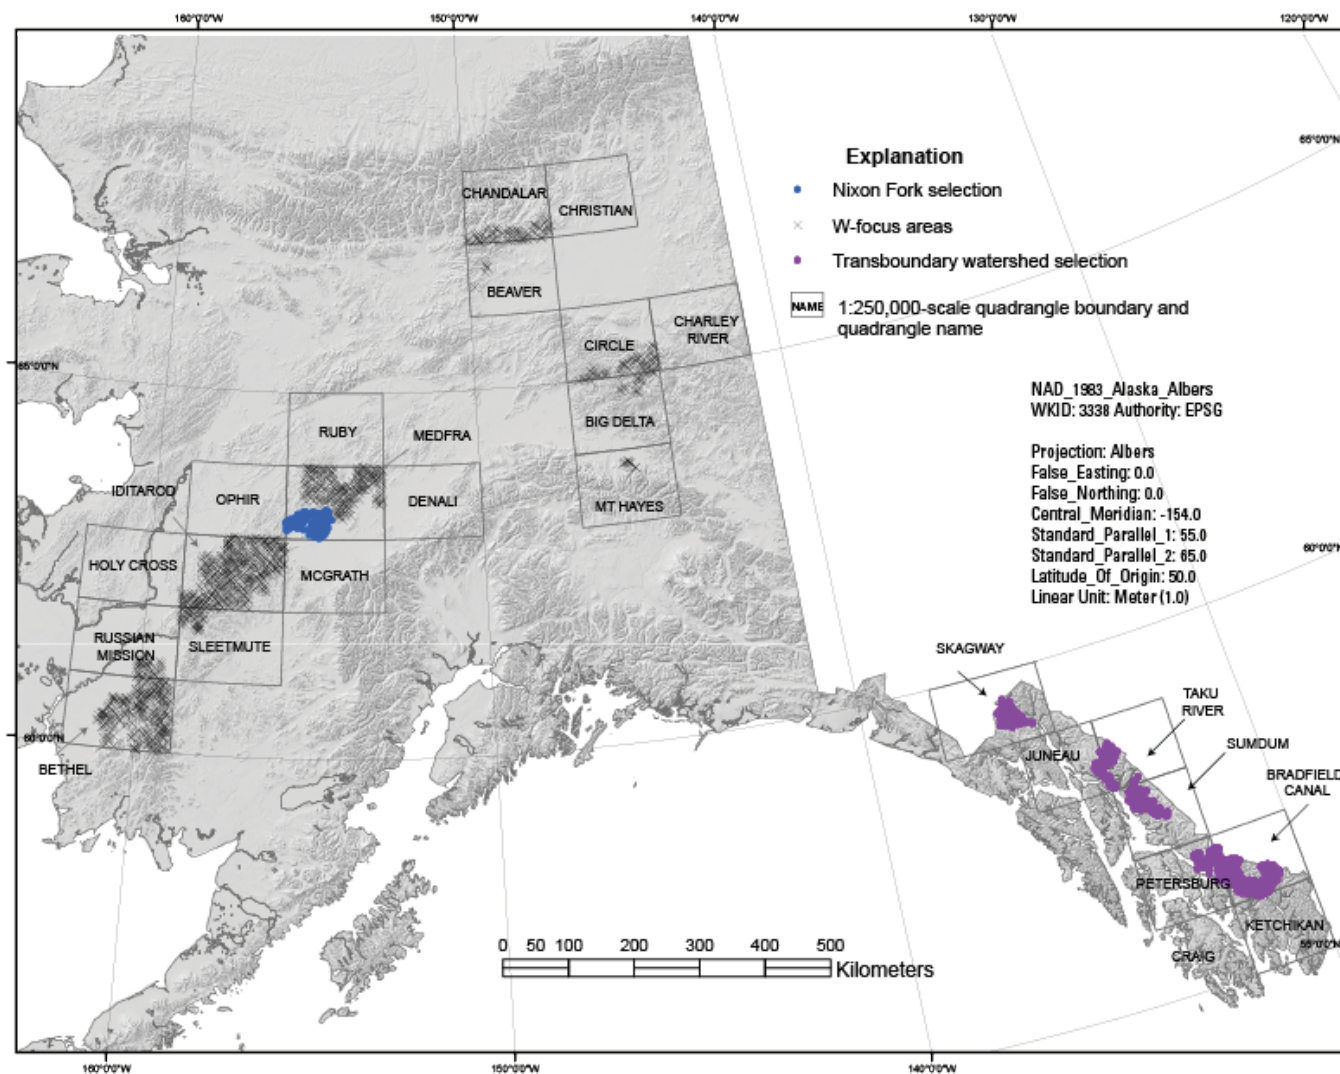 160°0'0"W
150°0'0"W
140°0'0"W
130°0'0"W
120°0'0"W
65°0'0"N
Explanation
Nixon Fork selection
W-focus areas
Transboundary watershed selection
NAME
1:250,000-scale quadrangle boundary and
quadrangle name
CHANDALAR
CHRISTIAN
BEAVER
CHARLEY
RIVER
CIRCLE
65°0'0"N
BIG DELTA
MT HAYES
RUBY
MEDFRA
IDITAROD
OPHIR
DENALI
HOLY CROSS
MCGRATH
RUSSIAN
MISSION
SLEETMUTE
60°0'0"N
BETHEL
NAD_1983_Alaska_Albers
WKID: 3338 Authority: EPSG
Projection: Albers
False_Easting: 0.0
False_Northing: 0.0
Central_Meridian: -154.0
Standard_Parallel_1: 55.0
Standard_Parallel_2: 65.0
Latitude_Of_Origin: 50.0
Linear Unit: Meter (1.0)
60°0'0"N
SKAGWAY
TAKU
RIVER
JUNEAU
SUMDUM
BRADFIELD
CANAL
PETERSBURG
KETCHIKAN
55°0'0"N
CRAIG
0 50 100 200 300 400 500
Kilometers
160°0'0"W
150°0'0"W
140°0'0"W